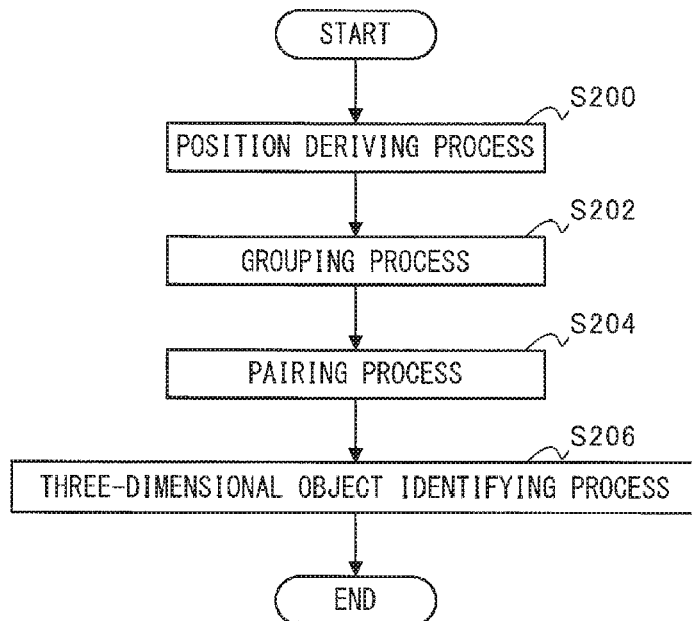 START
S200
POSITION DERIVING PROCESS
S202
GROUPING PROCESS
S204
PAIRING PROCESS
S206
THREE-DIMENSIONAL OBJECT IDENTIFYING PROCESS
END